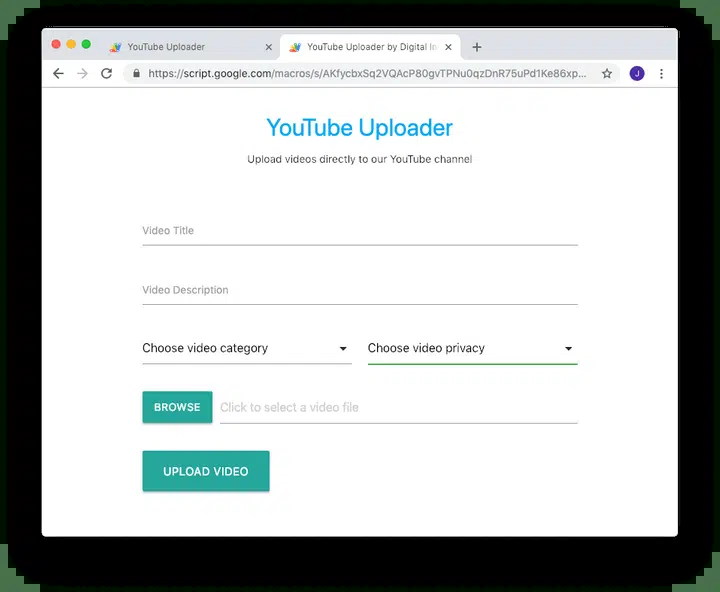 YouTube Uploader
YouTube Uploader by Digital In
https://script.google.com/macros/s/AKfycbxSq2VQAcP80gvTPNu0qzDnR75uPd1Ke86xp...
J
YouTube Uploader
Upload videos directly to our YouTube channel
Video Title
Video Description
Choose video category
Choose video privacy
BROWSE
Click to select a video file
UPLOAD VIDEO